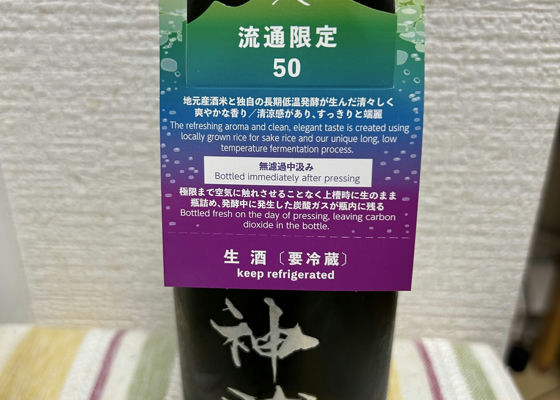 流通限定
50
地元産酒米と独自の長期低温発酵が生んだ清々しく
爽やかな香り／清涼感があり、すっきりと端麗
The refreshing aroma and clean, elegant taste is created using
locally grown rice for sake rice and our unique long, low
temperature fermentation process.
無濾過中汲み
Bottled immediately after pressing
極限まで空気に触れさせることなく上槽時に生のまま
瓶詰め、発酵中に発生した炭酸ガスが瓶内に残る
Bottled fresh on the day of pressing, leaving carbon
dioxide in the bottle.
生酒〔要冷蔵〕
keep refrigerated
神